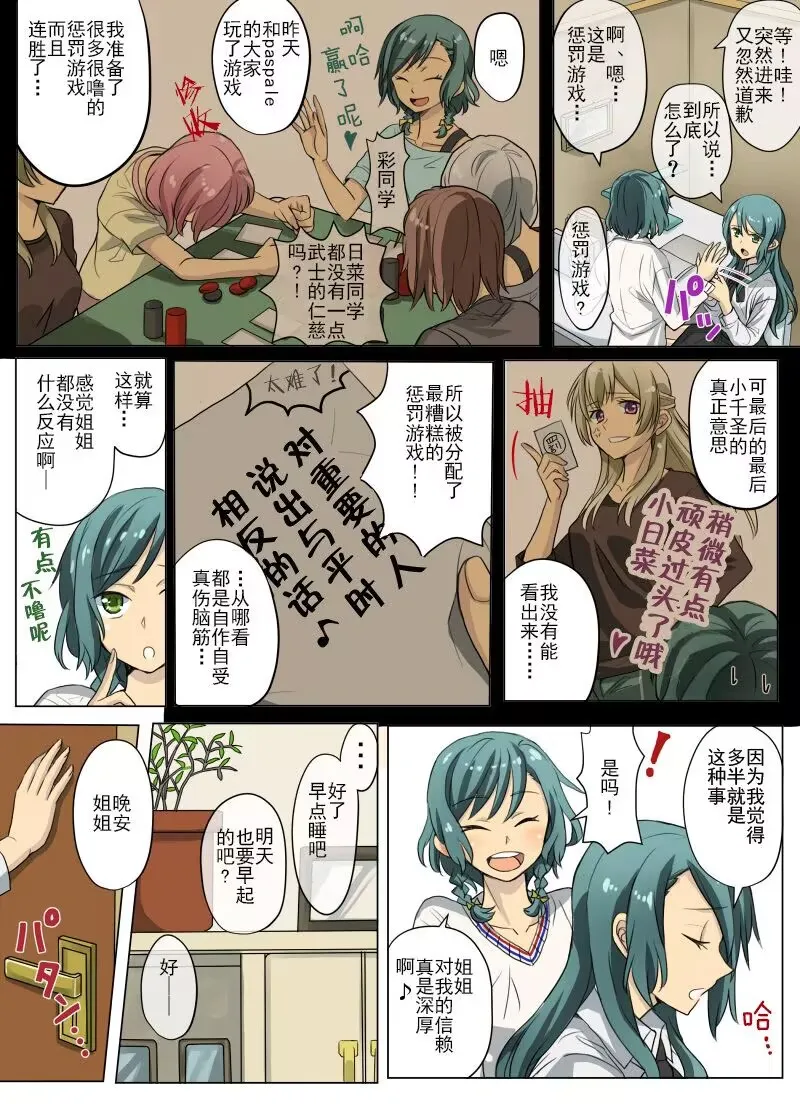 等!哇!
突然进来
又忽然道歉
所以说…
到底
怎么了?
啊、嗯…
这是
惩罚游戏…
惩罚游戏?
パッ
嗯
啊哈
赢了呢♥
彩同学
昨天
和paspale
的大家
玩了游戏
惨败
日菜同学
都没有一点
武士的仁慈
吗?!
我准备了
很多很噜的
惩罚游戏
而且
连胜了…
可最后的最后
小千圣的
真正意思
抽
稍微有点
顽皮过头了哦
小日菜♥
我没有能
看出来……
所以被分配了
最糟糕的
惩罚游戏!!
太难了!
对重要的人
说出与平时
相反的话♪
…从哪看
都是自作自受
真伤脑筋…
就算
这样…
感觉姐姐
都没有
什么反应啊——
有点
不噜呢
因为我觉得
多半就是
这种事
!
是吗!
姐姐
对我的信赖
真是深厚
啊♪
哈…
…
好了
早点睡吧
明天
也要早起
的吧?
好——
晚安
姐姐
パタン…